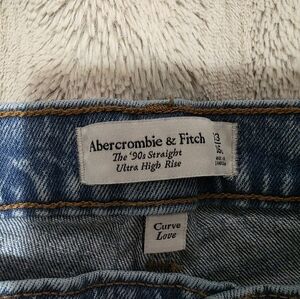 Abercrombie & Fitch
The '90s Straight
Ultra High Rise
Curve
Love